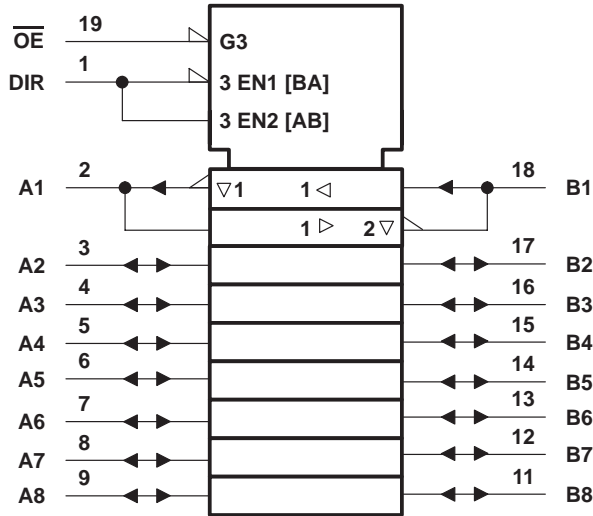 19
OE G3
1
DIR 3 EN1 [BA]
3 EN2 [AB]
2 18
A1 ▽1 1◁ B1
1▷ 2▽
3 17
A2 B2
4 16
A3 B3
5 15
A4 B4
6 14
A5 B5
7 13
A6 B6
8 12
A7 B7
9 11
A8 B8